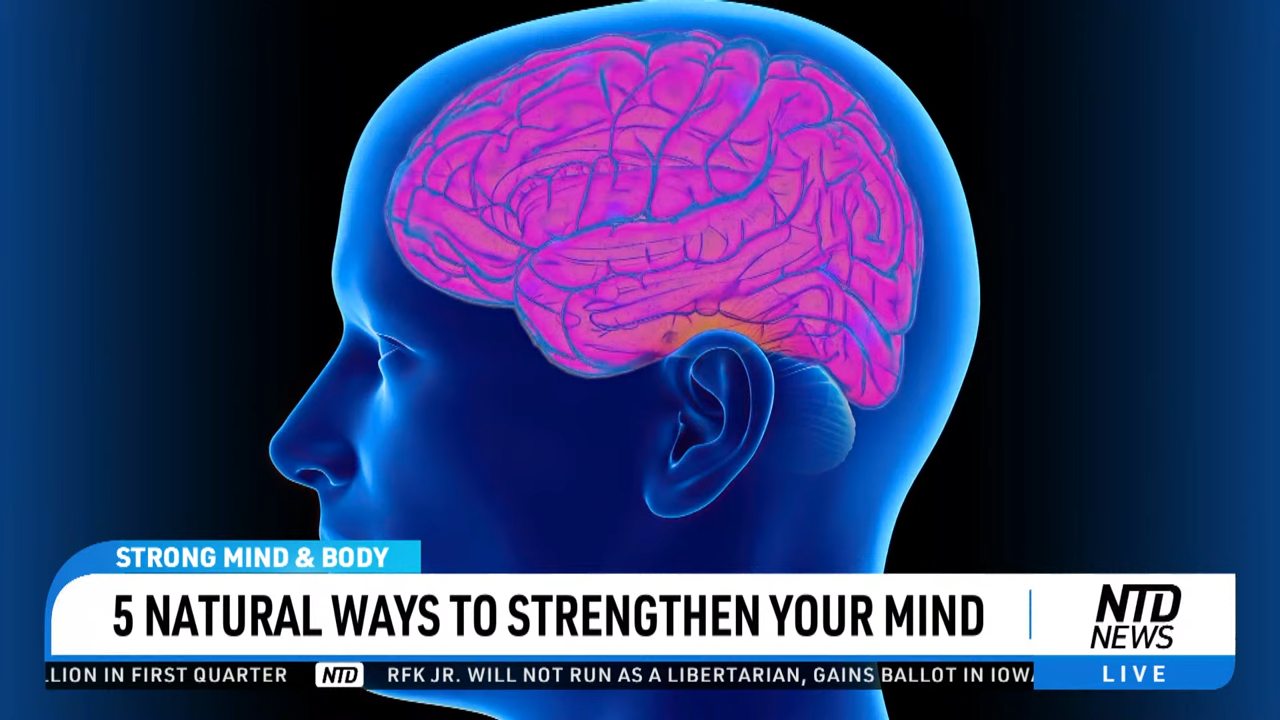 STRONG MIND & BODY
5 NATURAL WAYS TO STRENGTHEN YOUR MIND
NTD
NEWS
LION IN FIRST QUARTER NTD RFK JR. WILL NOT RUN AS A LIBERTARIAN, GAINS BALLOT IN IOWA
LIVE